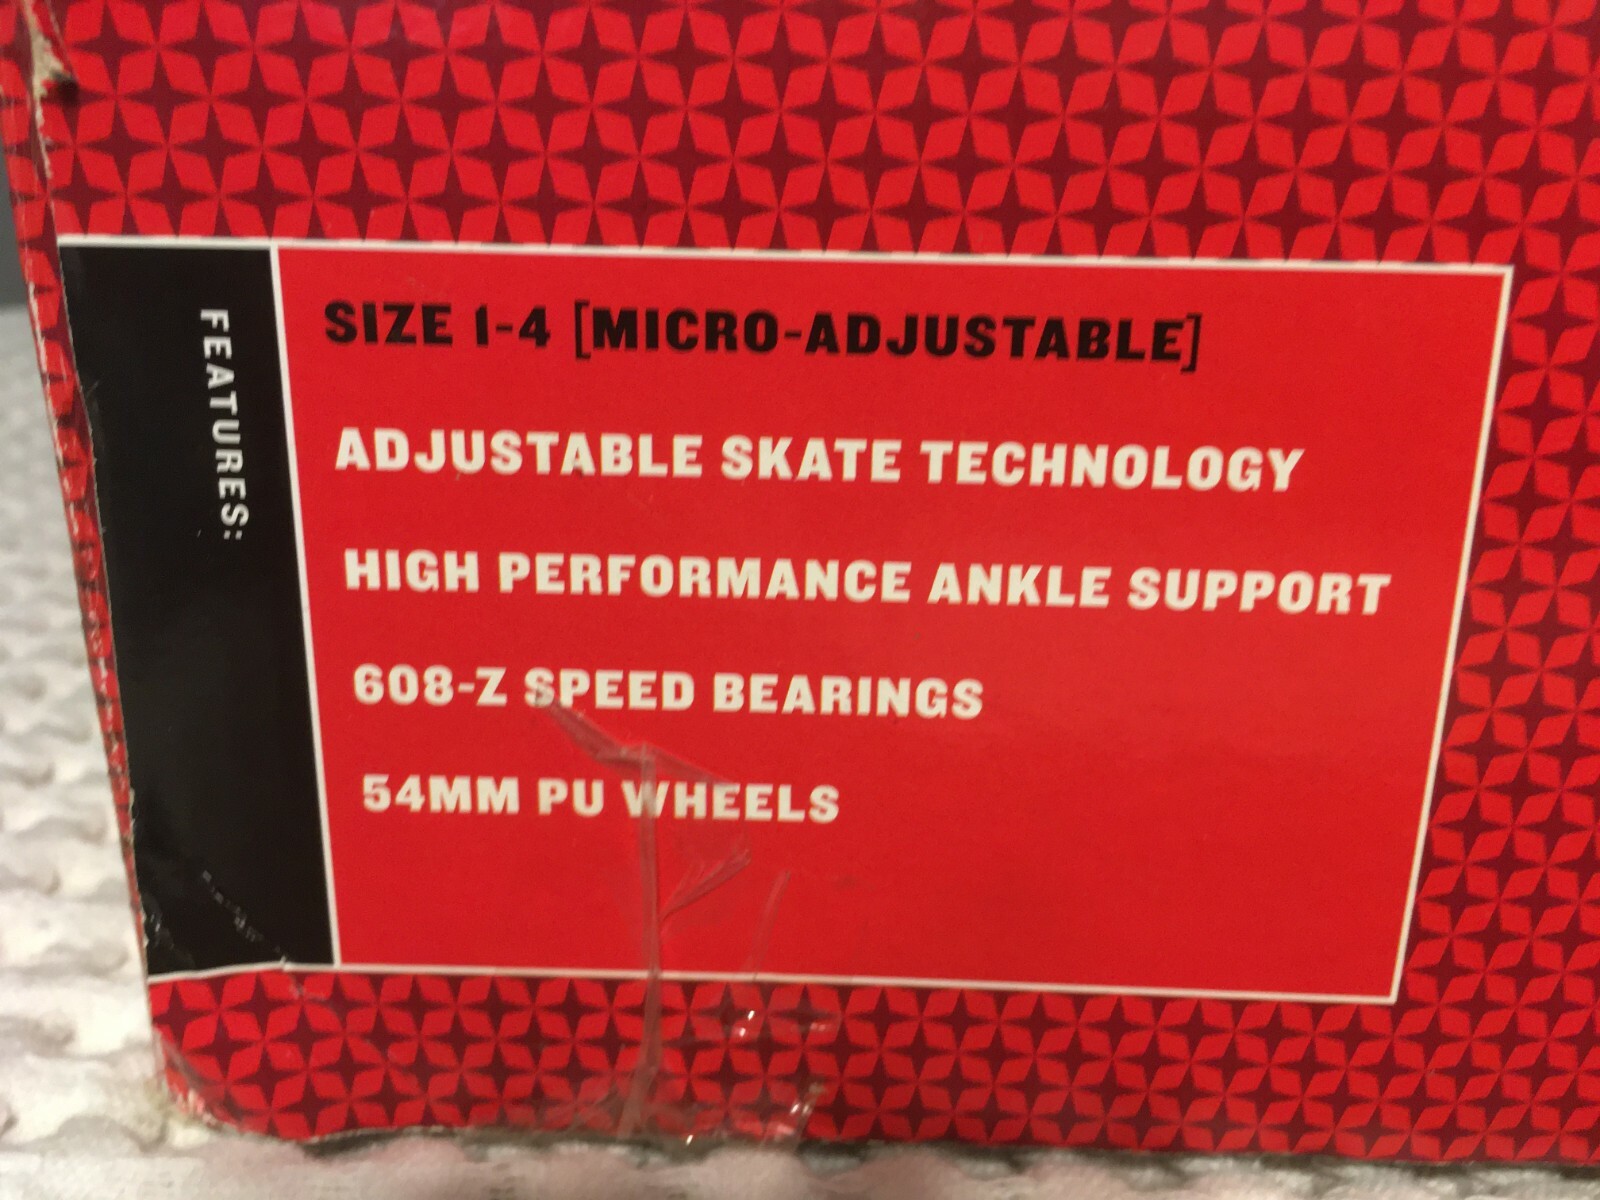 FEATURES:
SIZE 1-4 [MICRO-ADJUSTABLE]
ADJUSTABLE SKATE TECHNOLOGY
HIGH PERFORMANCE ANKLE SUPPORT
608-Z SPEED BEARINGS
54MM PU WHEELS